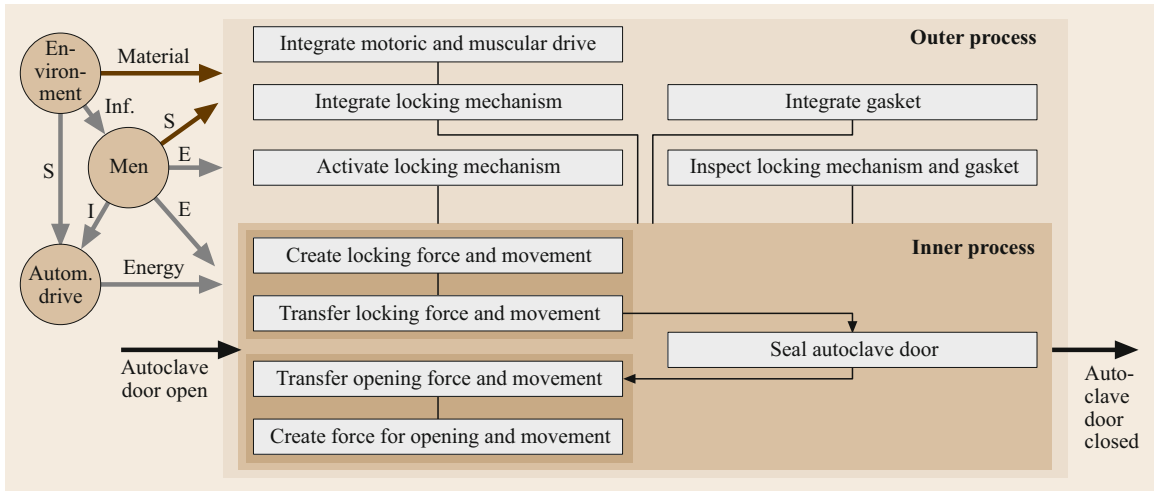 En-
viron-
ment
Material
Inf.
S
Men
E
S
I
E
Autom.
drive
Energy
Autoclave
door open
Outer process
Integrate motoric and muscular drive
Integrate locking mechanism
Integrate gasket
Activate locking mechanism
Inspect locking mechanism and gasket
Inner process
Create locking force and movement
Transfer locking force and movement
Seal autoclave door
Transfer opening force and movement
Create force for opening and movement
Auto-
clave
door
closed